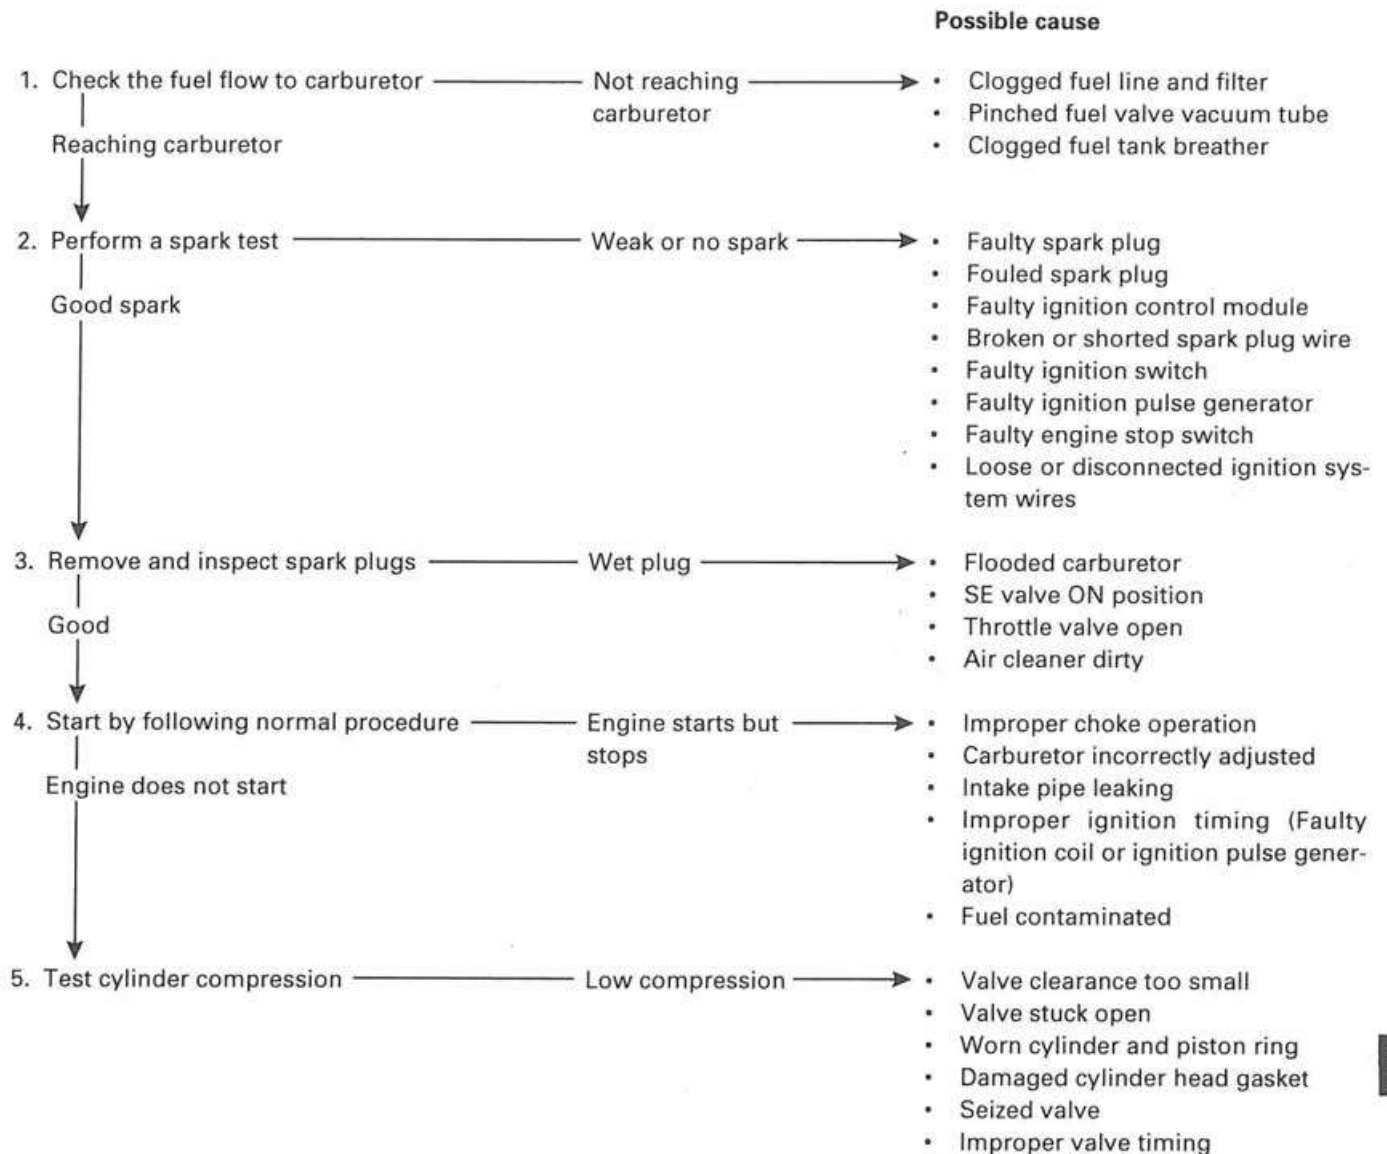 Possible cause
1. Check the fuel flow to carburetor
Not reaching
carburetor
• Clogged fuel line and filter
• Pinched fuel valve vacuum tube
• Clogged fuel tank breather
Reaching carburetor
2. Perform a spark test
Weak or no spark
• Faulty spark plug
• Fouled spark plug
• Faulty ignition control module
• Broken or shorted spark plug wire
• Faulty ignition switch
• Faulty ignition pulse generator
• Faulty engine stop switch
• Loose or disconnected ignition sys-
tem wires
Good spark
3. Remove and inspect spark plugs
Wet plug
• Flooded carburetor
• SE valve ON position
• Throttle valve open
• Air cleaner dirty
Good
4. Start by following normal procedure
Engine starts but
stops
• Improper choke operation
• Carburetor incorrectly adjusted
• Intake pipe leaking
• Improper ignition timing (Faulty
ignition coil or ignition pulse gener-
ator)
• Fuel contaminated
Engine does not start
5. Test cylinder compression
Low compression
• Valve clearance too small
• Valve stuck open
• Worn cylinder and piston ring
• Damaged cylinder head gasket
• Seized valve
• Improper valve timing